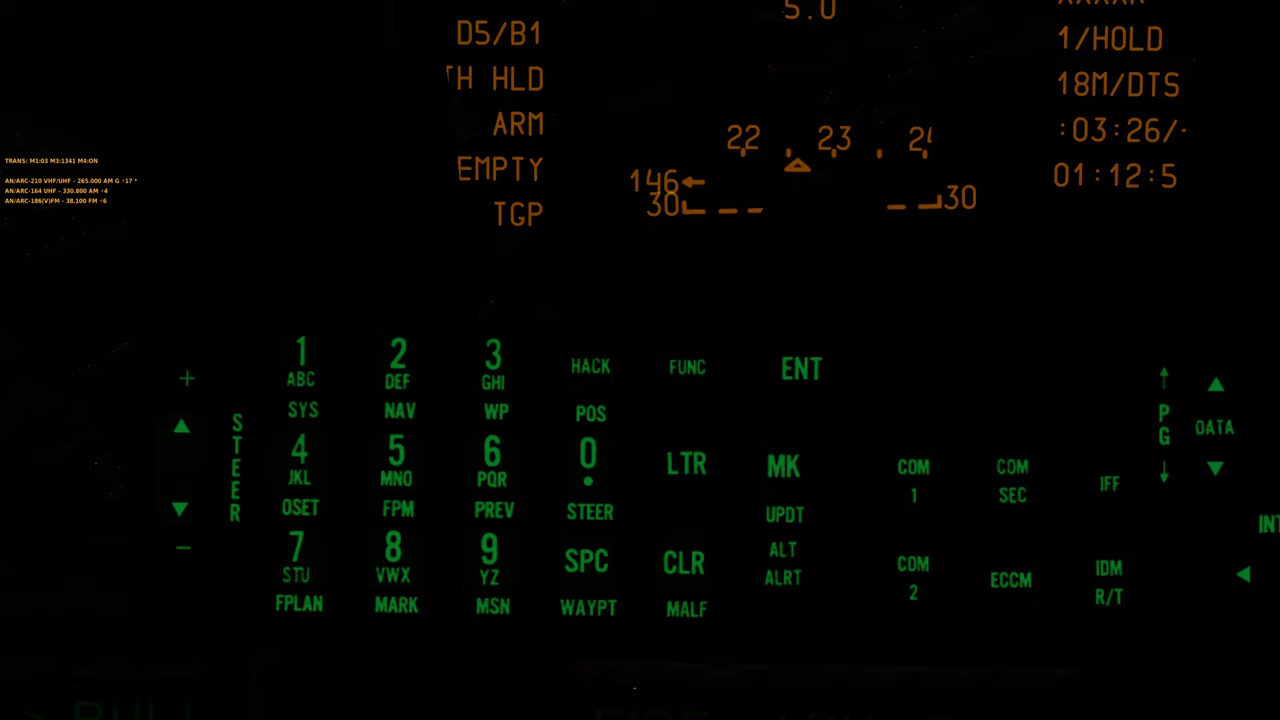 5.0
D5/B1
H HLD
ARM
EMPTY
TGP
1/HOLD
18M/DTS
:03:26/
01:12:5
22 23
146
30 30
TRANS: M1:03 M3:1341 M4:ON
AN/ARC-210 VHF/UHF - 265.000 AM G
AN/ARC-164 UHF - 330.800 AM
AN/ARC-186(V)FM - 38.100 FM
1 2 3
ABC DEF GHI HACK FUNC ENT
SYS NAV WP POS
4 5 6 0
JKL MNO PQR LTR MK
OSET FPM PREV STEER UPDT
7 8 9 SPC CLR ALT
STU VWX YZ ALRT
FPLAN MARK MSN WAYPT MALF
+
STEER
−
COM 1
COM SEC
IFF
COM 2
ECCM
IDM R/T
PG
DATA